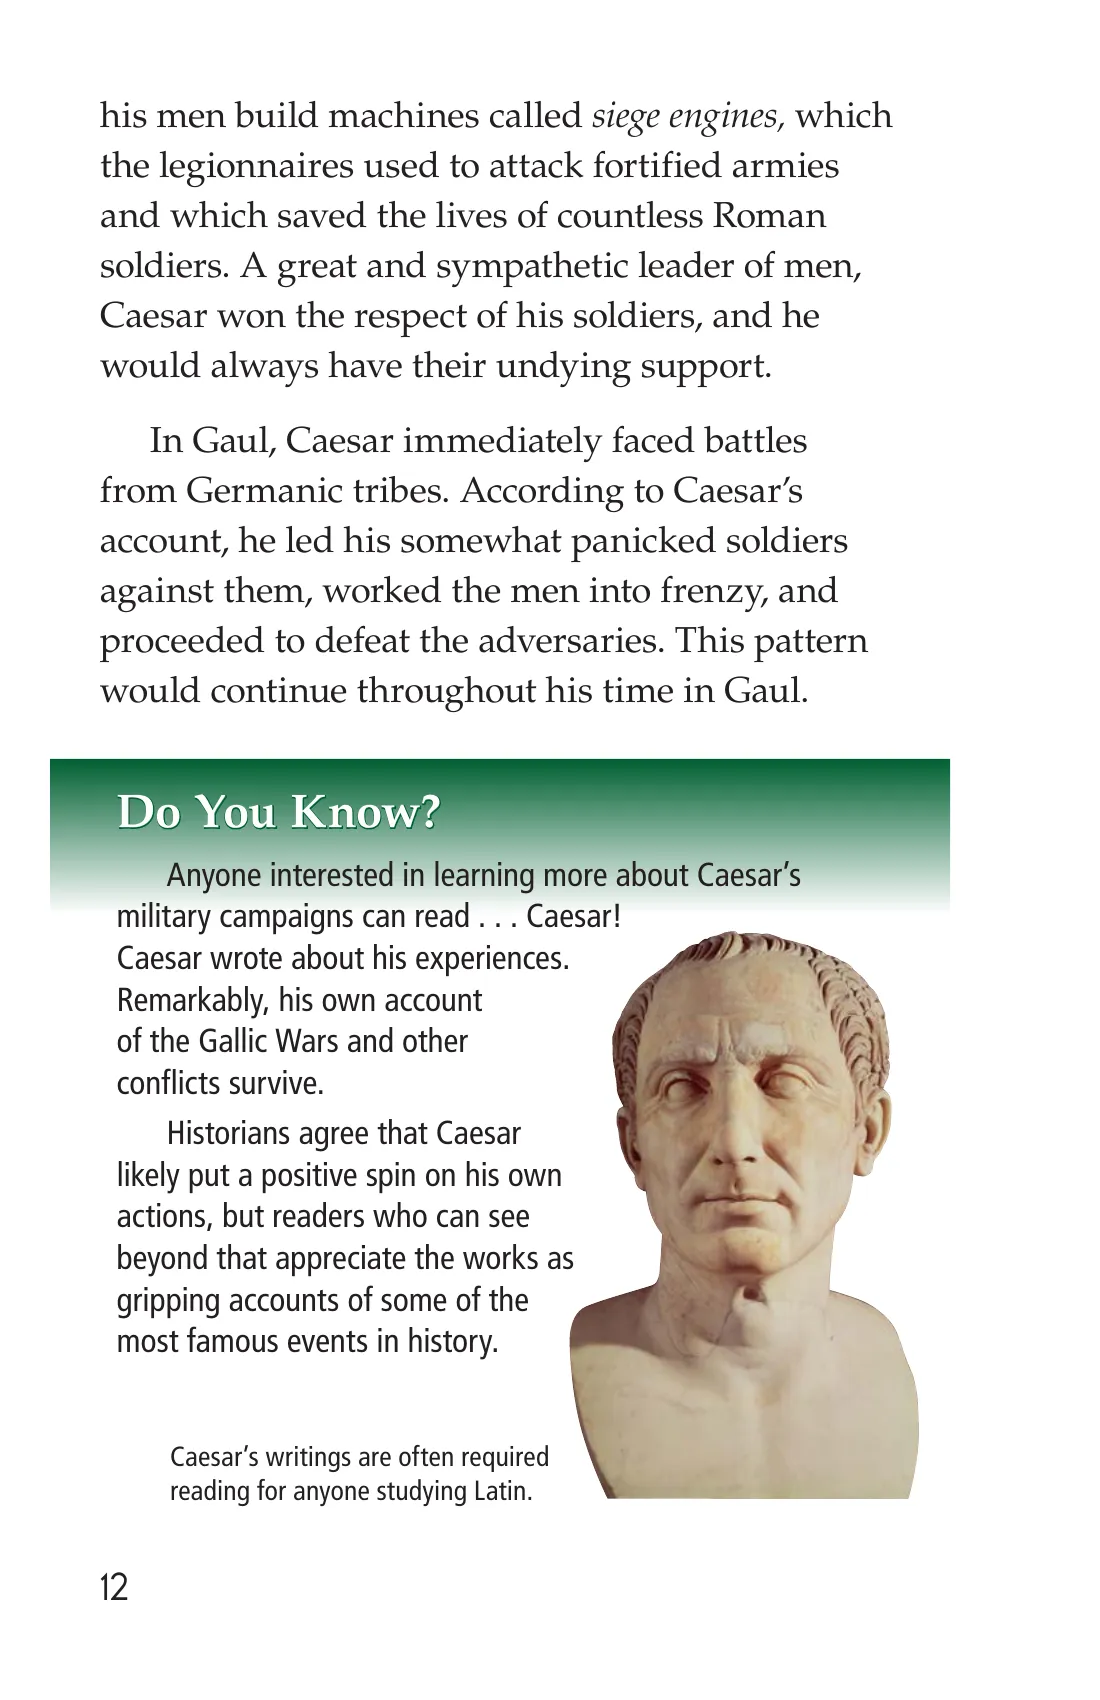 his men build machines called siege engines, which
the legionnaires used to attack fortified armies
and which saved the lives of countless Roman
soldiers. A great and sympathetic leader of men,
Caesar won the respect of his soldiers, and he
would always have their undying support.
In Gaul, Caesar immediately faced battles
from Germanic tribes. According to Caesar’s
account, he led his somewhat panicked soldiers
against them, worked the men into frenzy, and
proceeded to defeat the adversaries. This pattern
would continue throughout his time in Gaul.
Do You Know?
Anyone interested in learning more about Caesar’s
military campaigns can read . . . Caesar!
Caesar wrote about his experiences.
Remarkably, his own account
of the Gallic Wars and other
conflicts survive.
Historians agree that Caesar
likely put a positive spin on his own
actions, but readers who can see
beyond that appreciate the works as
gripping accounts of some of the
most famous events in history.
Caesar’s writings are often required
reading for anyone studying Latin.
12